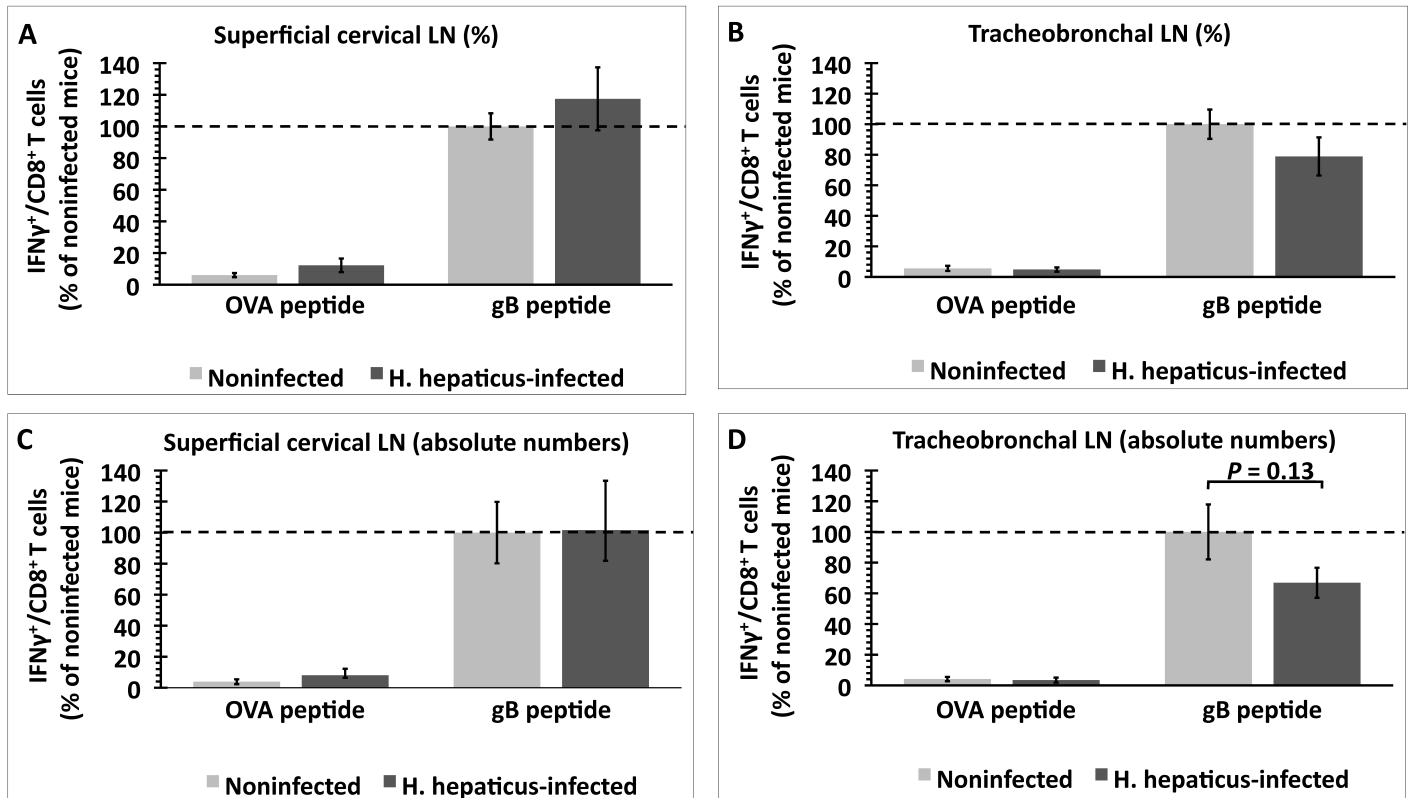 A
Superficial cervical LN (%)
IFNγ+/CD8+ T cells
(% of noninfected mice)
140
120
100
80
60
40
20
0
OVA peptide
gB peptide
Noninfected
H. hepaticus-infected
B
Tracheobronchal LN (%)
IFNγ+/CD8+ T cells
(% of noninfected mice)
140
120
100
80
60
40
20
0
OVA peptide
gB peptide
Noninfected
H. hepaticus-infected
C
Superficial cervical LN (absolute numbers)
IFNγ+/CD8+ T cells
(% of noninfected mice)
140
120
100
80
60
40
20
0
OVA peptide
gB peptide
Noninfected
H. hepaticus-infected
D
Tracheobronchal LN (absolute numbers)
IFNγ+/CD8+ T cells
(% of noninfected mice)
140
120
100
80
60
40
20
0
P = 0.13
OVA peptide
gB peptide
Noninfected
H. hepaticus-infected